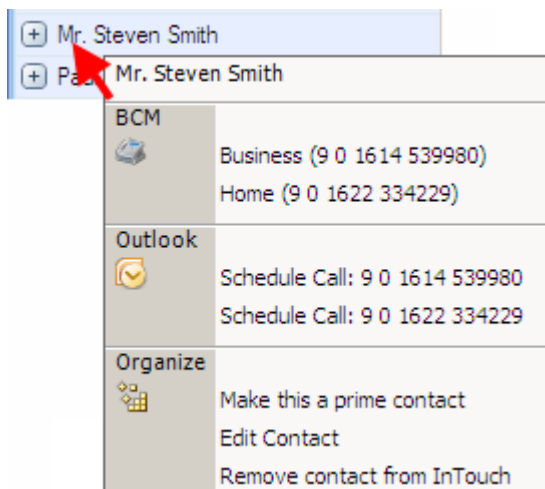 Mr. Steven Smith
Mr. Steven Smith
BCM
Business (9 0 1614 539980)
Home (9 0 1622 334229)
Outlook
Schedule Call: 9 0 1614 539980
Schedule Call: 9 0 1622 334229
Organize
Make this a prime contact
Edit Contact
Remove contact from InTouch